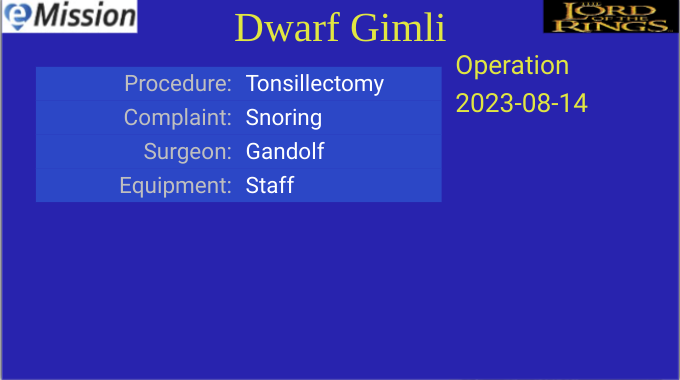 eMission
Dwarf Gimli
THE
LORD
OF THE
RINGS
Operation
2023-08-14
Procedure: Tonsillectomy
Complaint: Snoring
Surgeon: Gandolf
Equipment: Staff